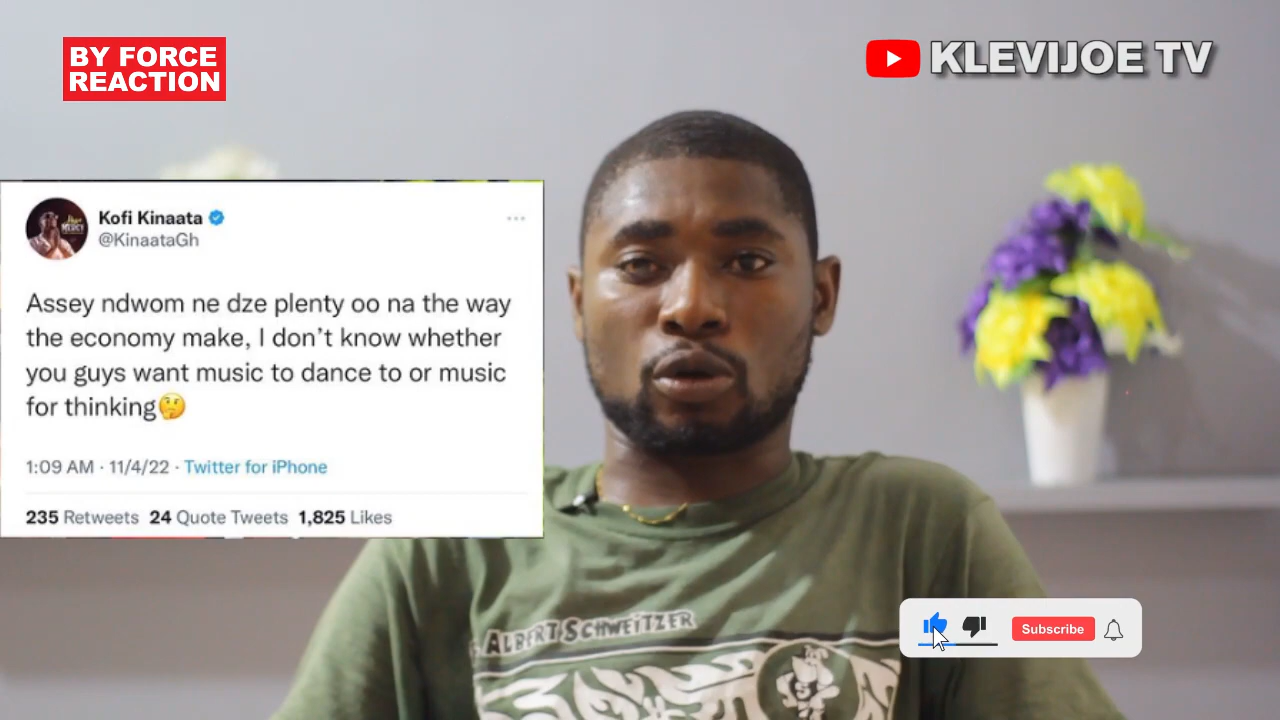 BY FORCE
REACTION
KLEVIJOE TV
Kofi Kinaata
@KinaataGh
Assey ndwom ne dze plenty oo na the way
the economy make, I don’t know whether
you guys want music to dance to or music
for thinking🤔
1:09 AM · 11/4/22 · Twitter for iPhone
235 Retweets 24 Quote Tweets 1,825 Likes
ALBERT SCHWEITZER
Subscribe